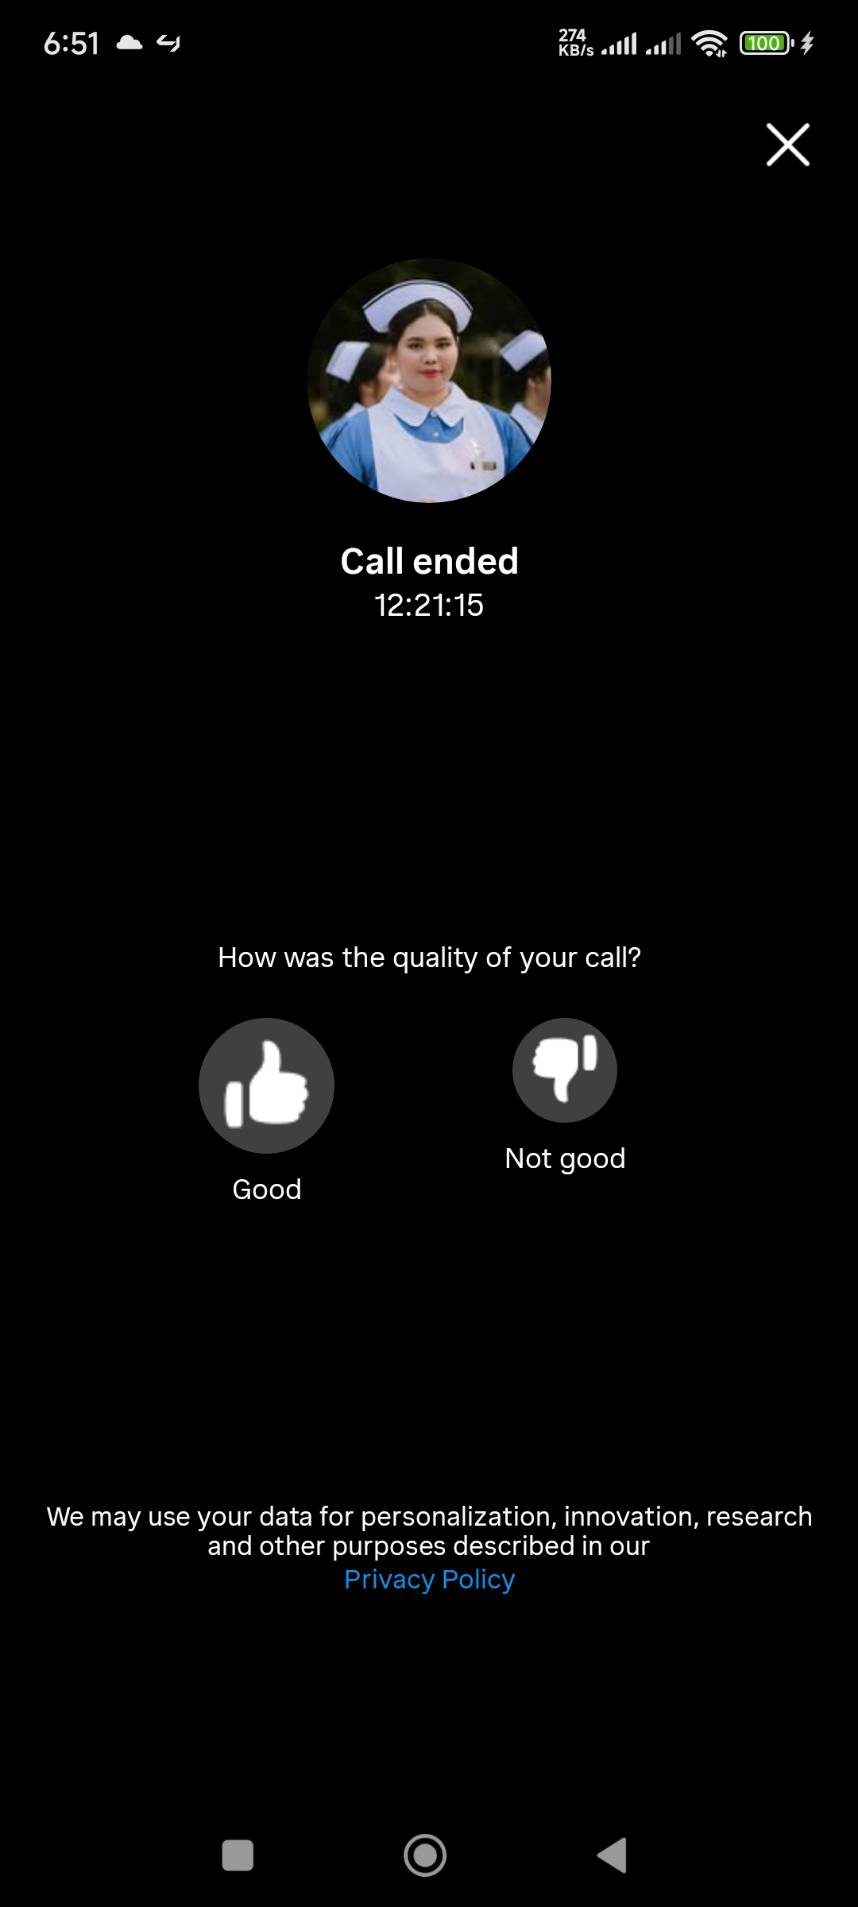 6:51
274
KB/s
100
Call ended
12:21:15
How was the quality of your call?
Good
Not good
We may use your data for personalization, innovation, research
and other purposes described in our
Privacy Policy